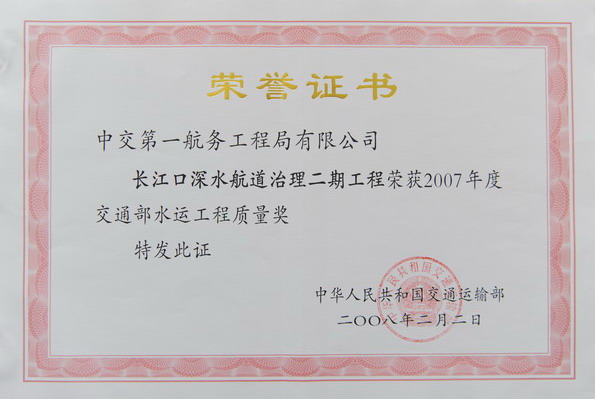 荣誉证书
中交第一航务工程局有限公司
长江口深水航道治理二期工程荣获2007年度
交通部水运工程质量奖
特发此证
中华人民共和国交通运输部
二〇〇八年二月二日